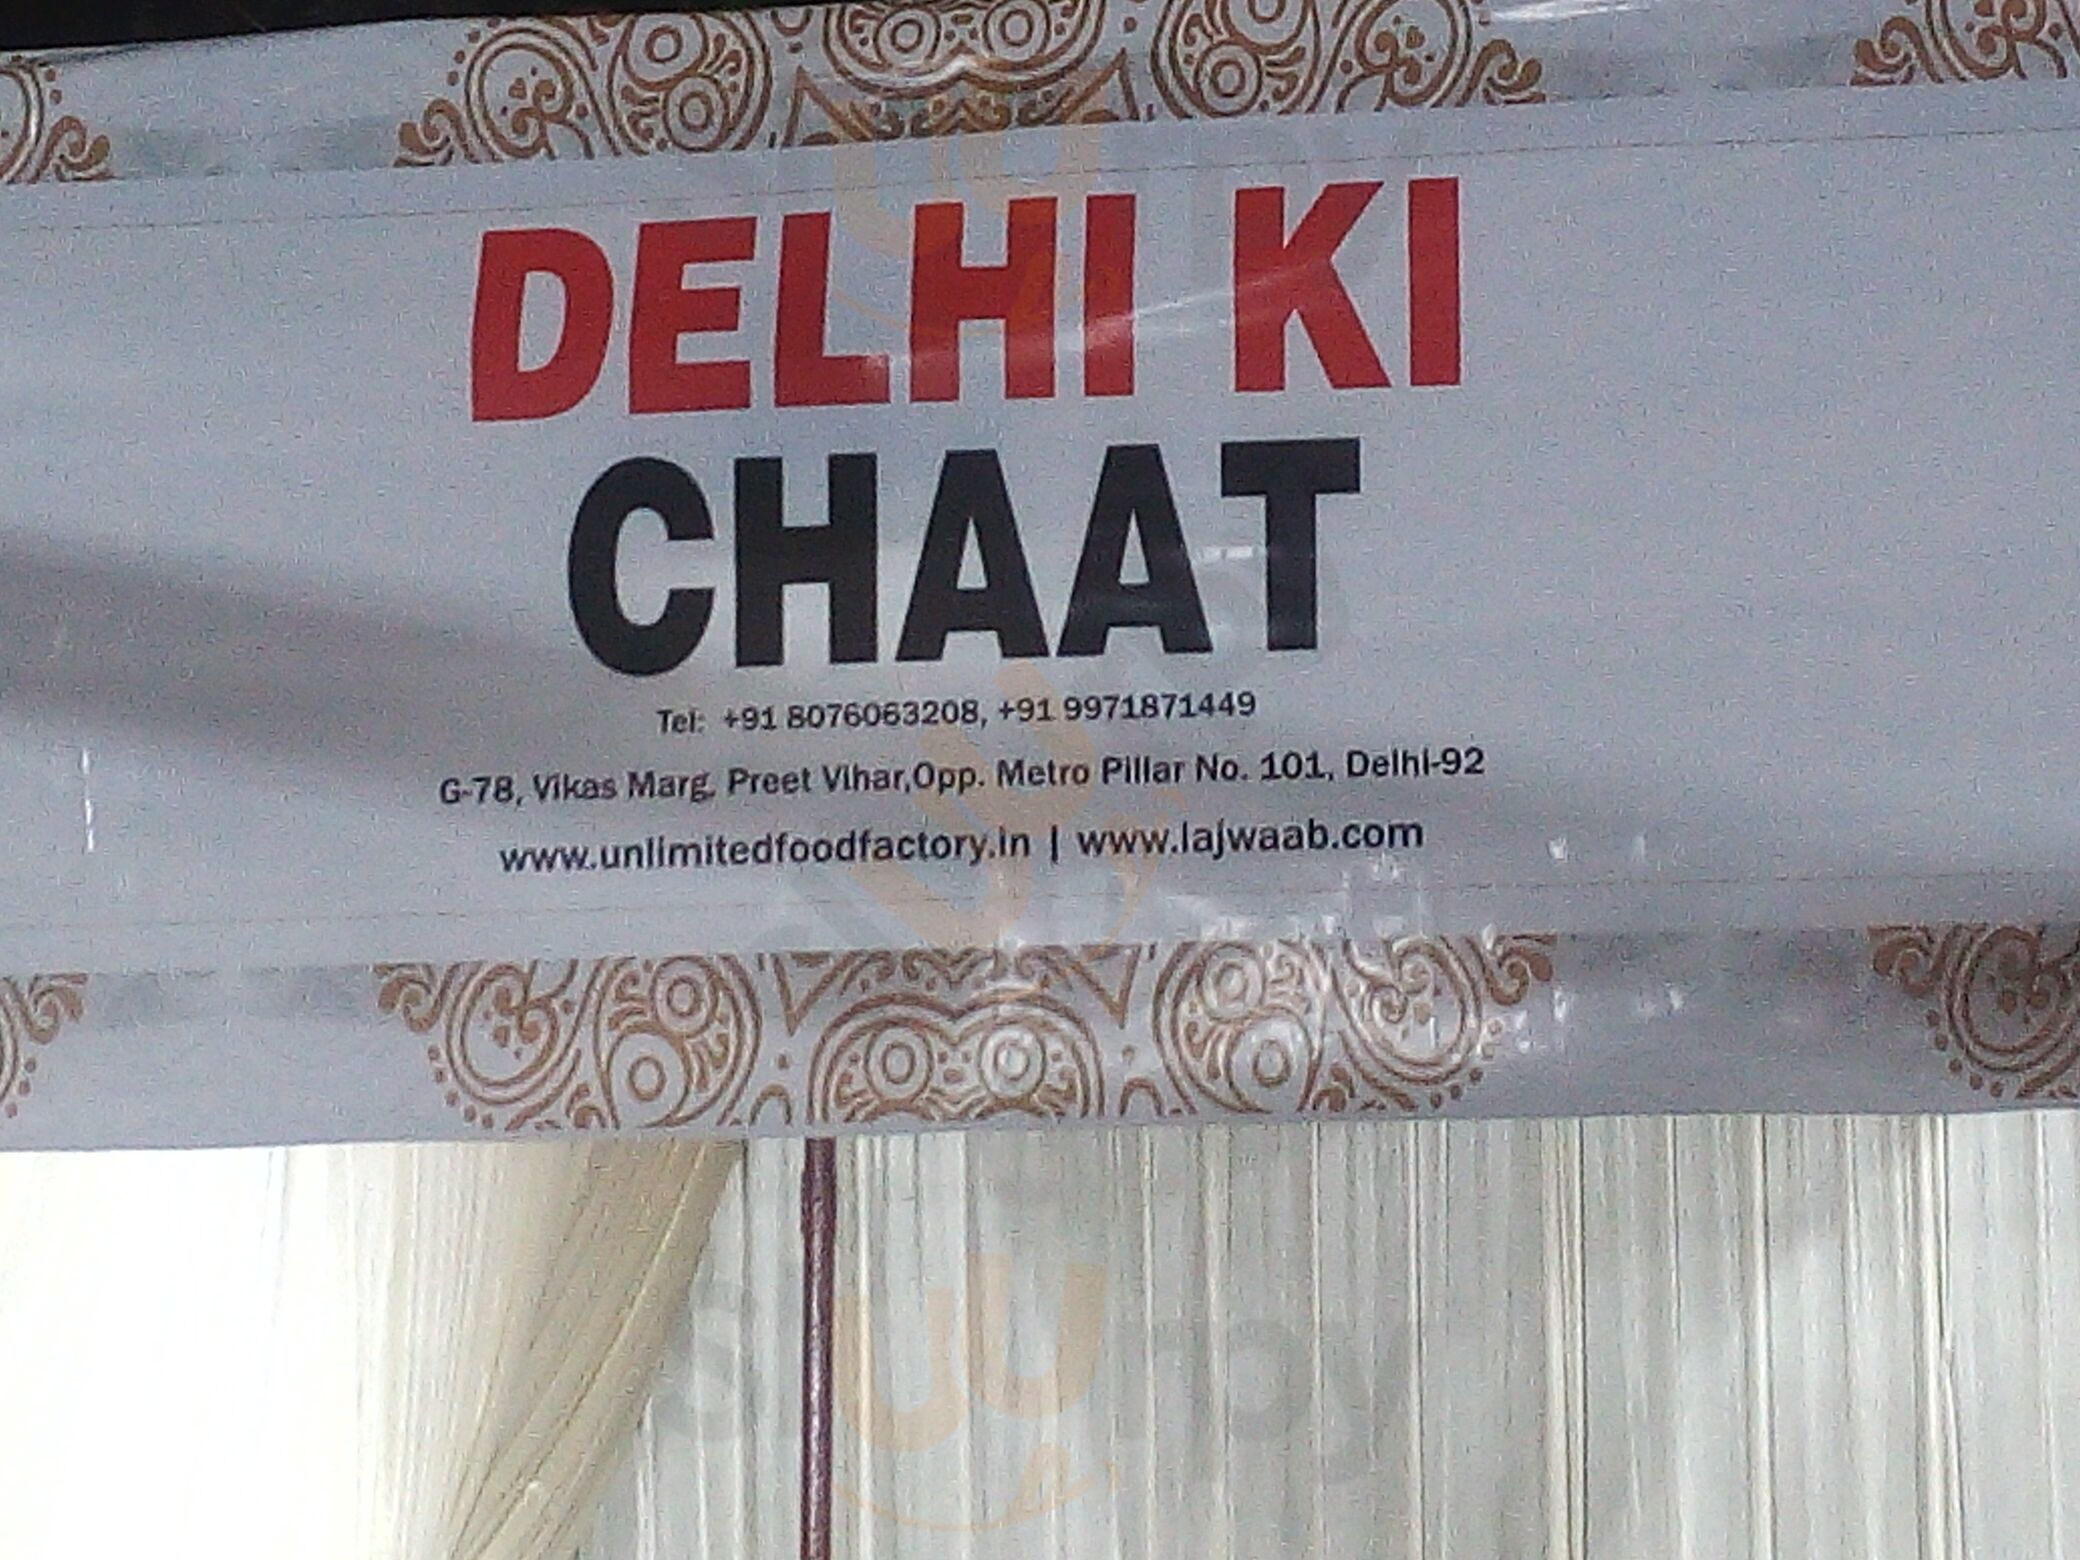 DELHI KI
CHAAT
Tel: +91 8076063208, +91 9971871449
G-78, Vikas Marg, Preet Vihar,Opp. Metro Pillar No. 101, Delhi-92
www.unlimitedfoodfactory.in | www.lajwaab.com